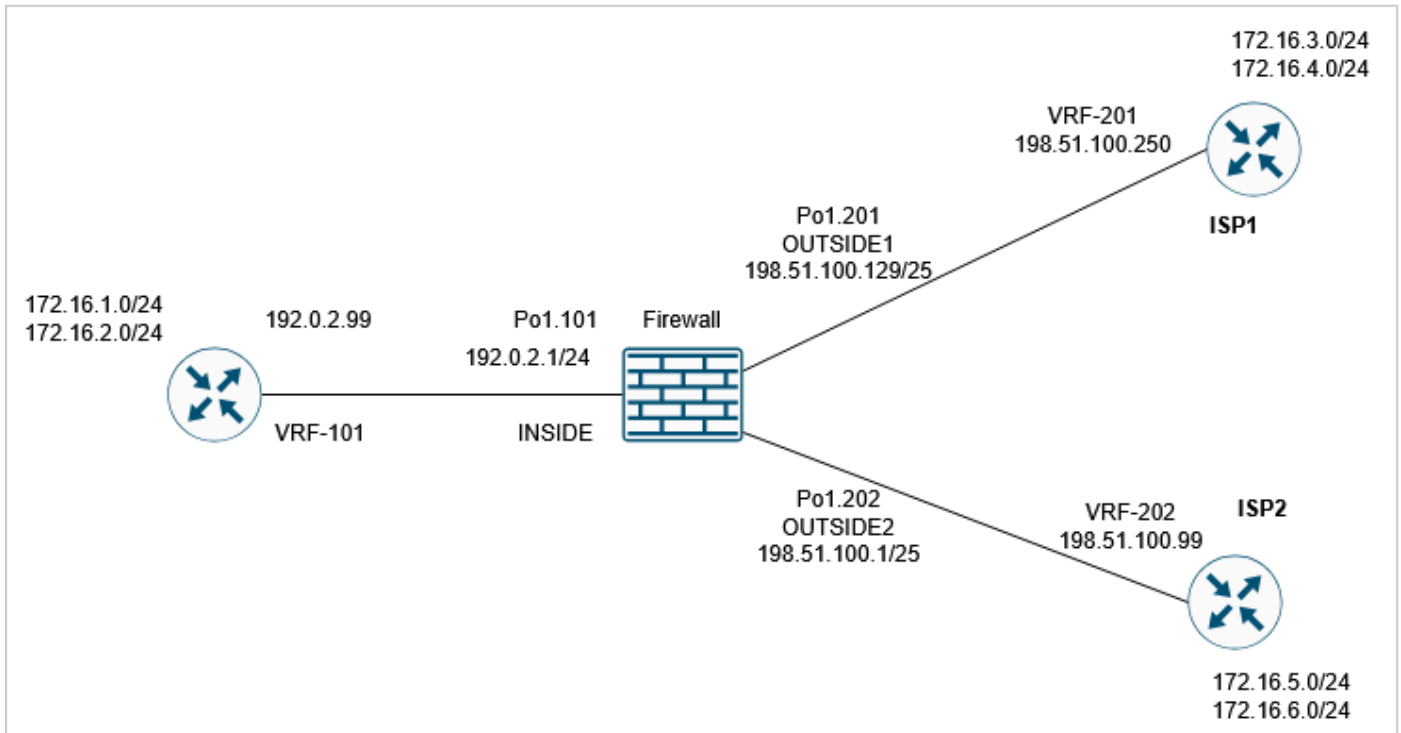 172.16.3.0/24
172.16.4.0/24
VRF-201
198.51.100.250
ISP1
Po1.201
OUTSIDE1
198.51.100.129/25
172.16.1.0/24
172.16.2.0/24
192.0.2.99
Po1.101
Firewall
192.0.2.1/24
VRF-101
INSIDE
Po1.202
OUTSIDE2
198.51.100.1/25
VRF-202
198.51.100.99
ISP2
172.16.5.0/24
172.16.6.0/24